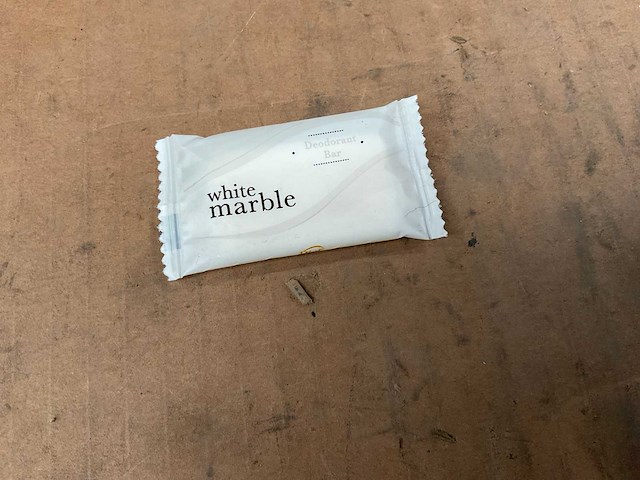 Deodorant
Bar
white
marble